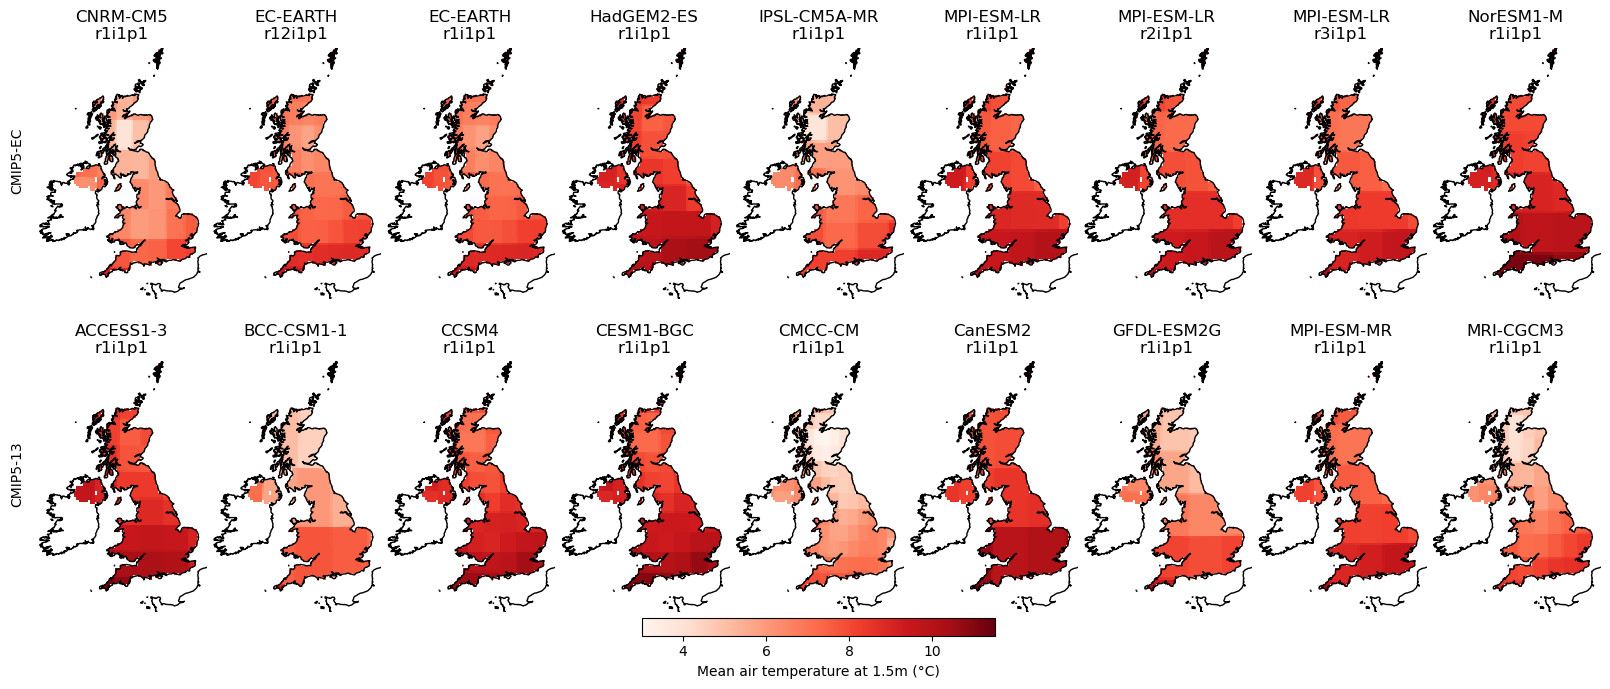 CNRM-CM5
r1i1p1
EC-EARTH
r12i1p1
EC-EARTH
r1i1p1
HadGEM2-ES
r1i1p1
IPSL-CM5A-MR
r1i1p1
MPI-ESM-LR
r1i1p1
MPI-ESM-LR
r2i1p1
MPI-ESM-LR
r3i1p1
NorESM1-M
r1i1p1
CMIP5-EC
ACCESS1-3
r1i1p1
BCC-CSM1-1
r1i1p1
CCSM4
r1i1p1
CESM1-BGC
r1i1p1
CMCC-CM
r1i1p1
CanESM2
r1i1p1
GFDL-ESM2G
r1i1p1
MPI-ESM-MR
r1i1p1
MRI-CGCM3
r1i1p1
CMIP5-13
4 6 8 10
Mean air temperature at 1.5m (°C)